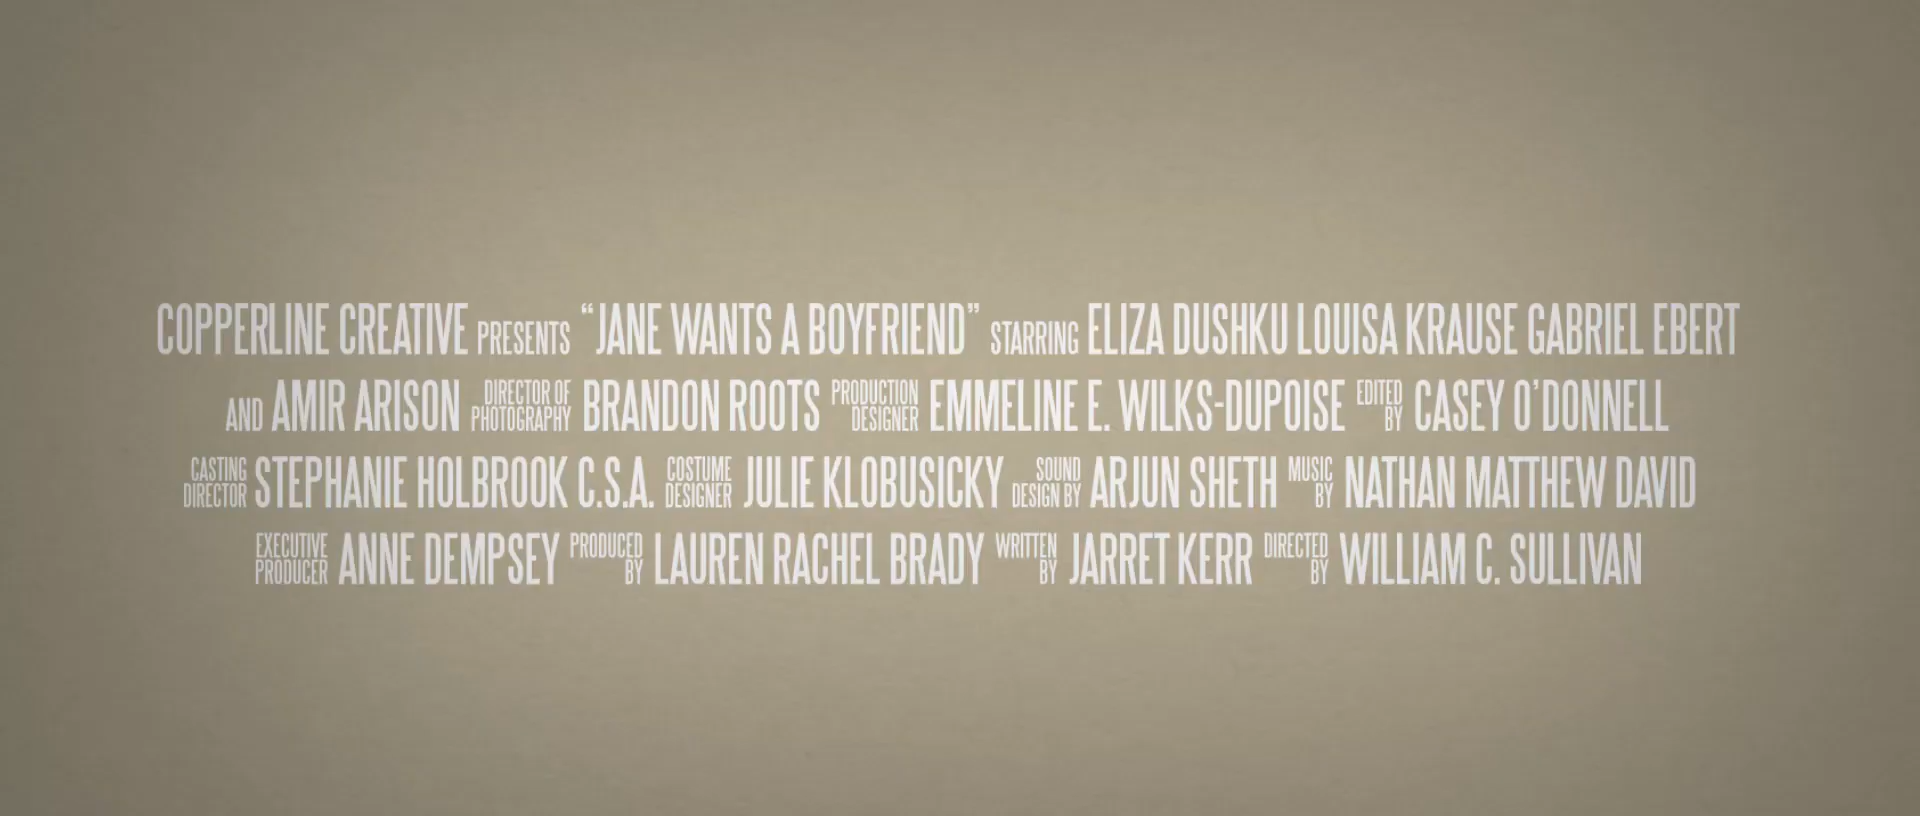 COPPERLINE CREATIVE PRESENTS “JANE WANTS A BOYFRIEND” STARRING ELIZA DUSHKU LOUISA KRAUSE GABRIEL EBERT
AND AMIR ARISON DIRECTOR OF PHOTOGRAPHY BRANDON ROOTS PRODUCTION DESIGNER EMMELINE E. WILKS-DUPOISE EDITED BY CASEY O’DONNELL
CASTING DIRECTOR STEPHANIE HOLBROOK C.S.A. COSTUME DESIGNER JULIE KLOBUSICKY SOUND DESIGN BY ARJUN SHETH MUSIC BY NATHAN MATTHEW DAVID
EXECUTIVE PRODUCER ANNE DEMPSEY PRODUCED BY LAUREN RACHEL BRADY WRITTEN BY JARRET KERR DIRECTED BY WILLIAM C. SULLIVAN